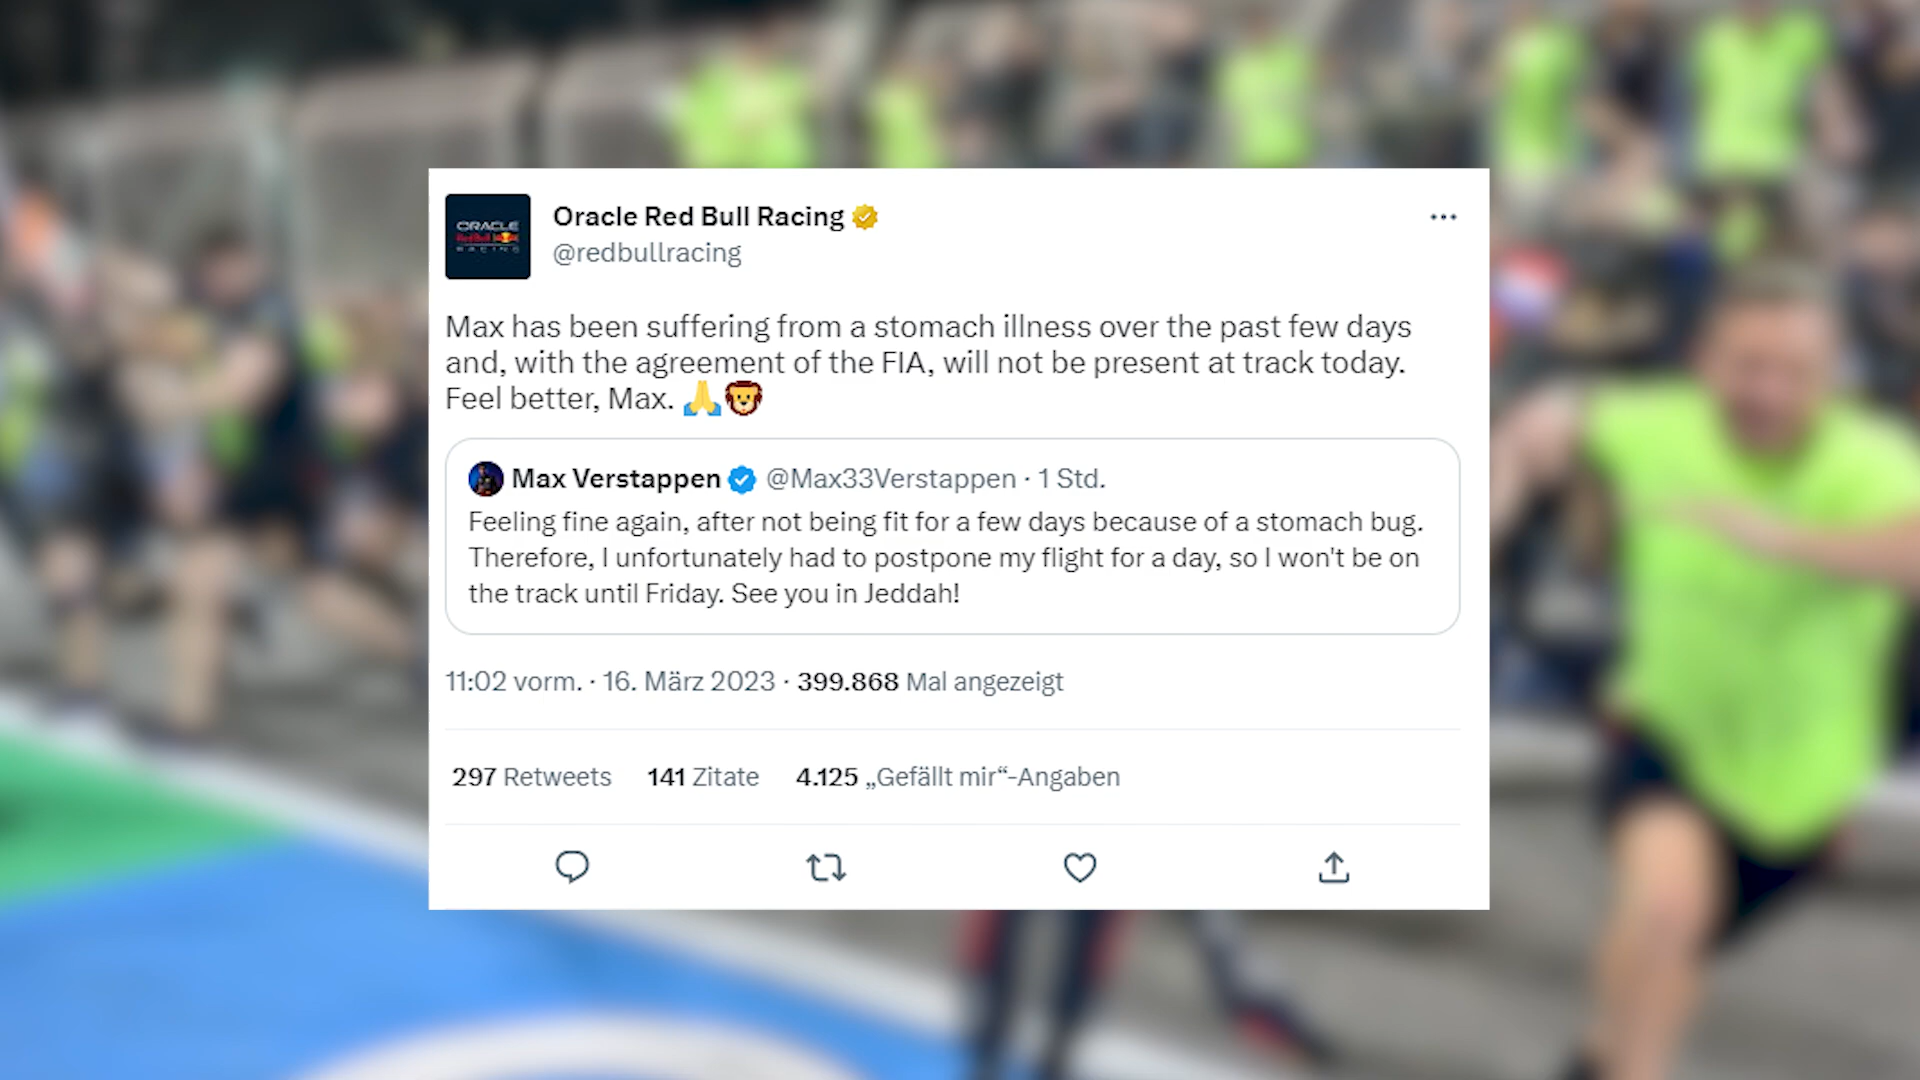 ORACLE
Red Bull
RACING
Oracle Red Bull Racing
@redbullracing
Max has been suffering from a stomach illness over the past few days
and, with the agreement of the FIA, will not be present at track today.
Feel better, Max. 🙏🦁
Max Verstappen @Max33Verstappen · 1 Std.
Feeling fine again, after not being fit for a few days because of a stomach bug.
Therefore, I unfortunately had to postpone my flight for a day, so I won't be on
the track until Friday. See you in Jeddah!
11:02 vorm. · 16. März 2023 · 399.868 Mal angezeigt
297 Retweets 141 Zitate 4.125 „Gefällt mir“-Angaben